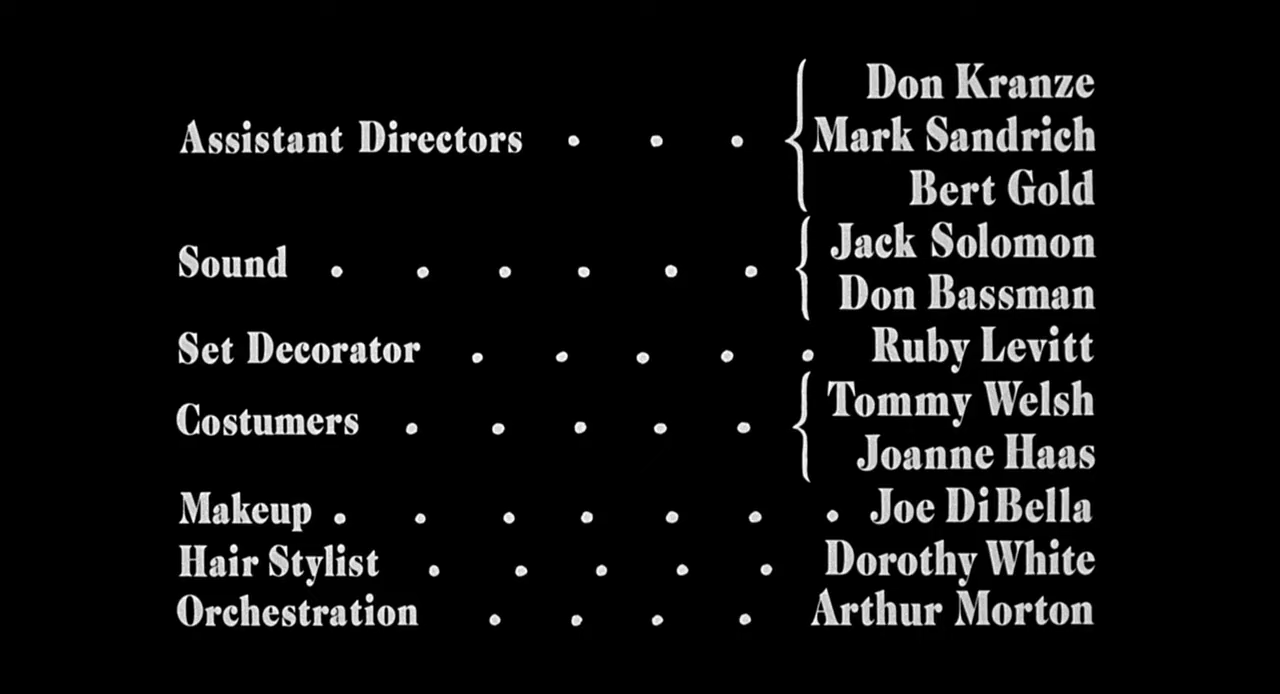 Assistant Directors . . . { Don Kranze
Mark Sandrich
Bert Gold
Sound . . . . . . { Jack Solomon
Don Bassman
Set Decorator . . . . . Ruby Levitt
Costumers . . . . . { Tommy Welsh
Joanne Haas
Makeup . . . . . . . Joe DiBella
Hair Stylist . . . . . Dorothy White
Orchestration . . . . Arthur Morton